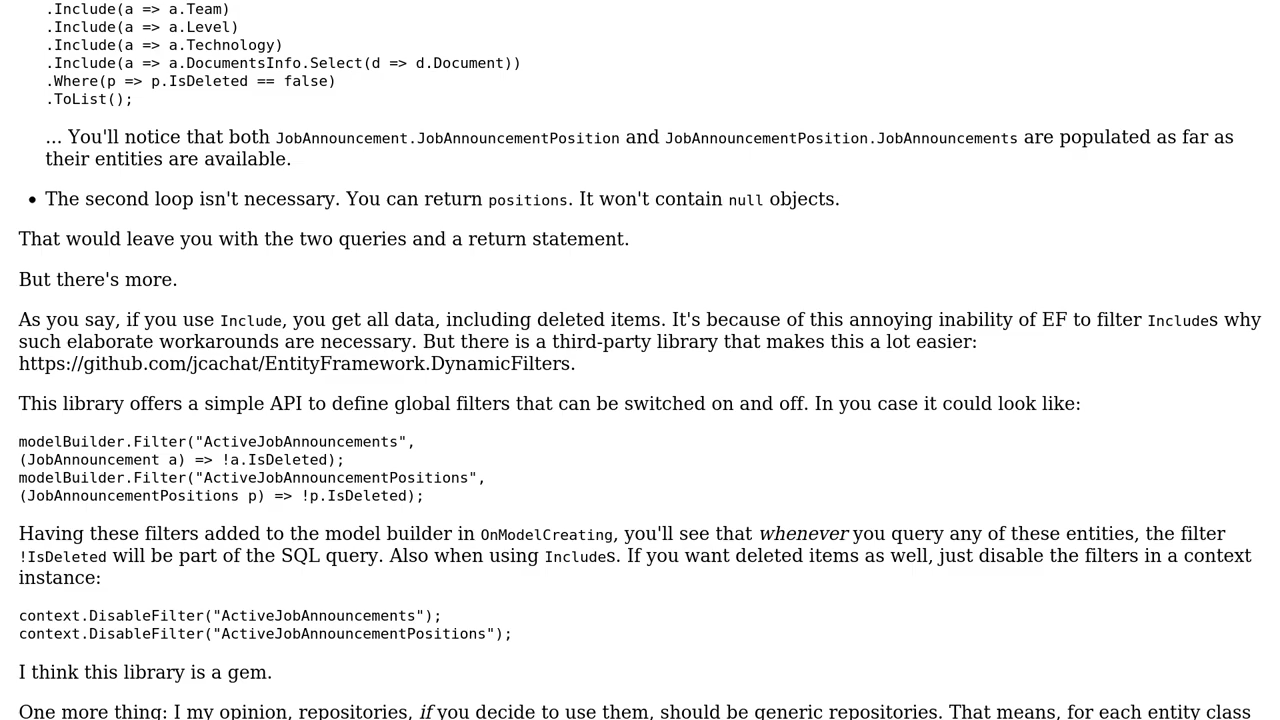 .Include(a => a.Team)
.Include(a => a.Level)
.Include(a => a.Technology)
.Include(a => a.DocumentsInfo.Select(d => d.Document))
.Where(p => p.IsDeleted == false)
.ToList();
... You'll notice that both JobAnnouncement.JobAnnouncementPosition and JobAnnouncementPosition.JobAnnouncements are populated as far as
their entities are available.
• The second loop isn't necessary. You can return positions. It won't contain null objects.
That would leave you with the two queries and a return statement.
But there's more.
As you say, if you use Include, you get all data, including deleted items. It's because of this annoying inability of EF to filter Includes why
such elaborate workarounds are necessary. But there is a third-party library that makes this a lot easier:
https://github.com/jcachat/EntityFramework.DynamicFilters.
This library offers a simple API to define global filters that can be switched on and off. In you case it could look like:
modelBuilder.Filter("ActiveJobAnnouncements",
(JobAnnouncement a) => !a.IsDeleted);
modelBuilder.Filter("ActiveJobAnnouncementPositions",
(JobAnnouncementPositions p) => !p.IsDeleted);
Having these filters added to the model builder in OnModelCreating, you'll see that whenever you query any of these entities, the filter
!IsDeleted will be part of the SQL query. Also when using Includes. If you want deleted items as well, just disable the filters in a context
instance:
context.DisableFilter("ActiveJobAnnouncements");
context.DisableFilter("ActiveJobAnnouncementPositions");
I think this library is a gem.
One more thing: I my opinion, repositories, if you decide to use them, should be generic repositories. That means, for each entity class